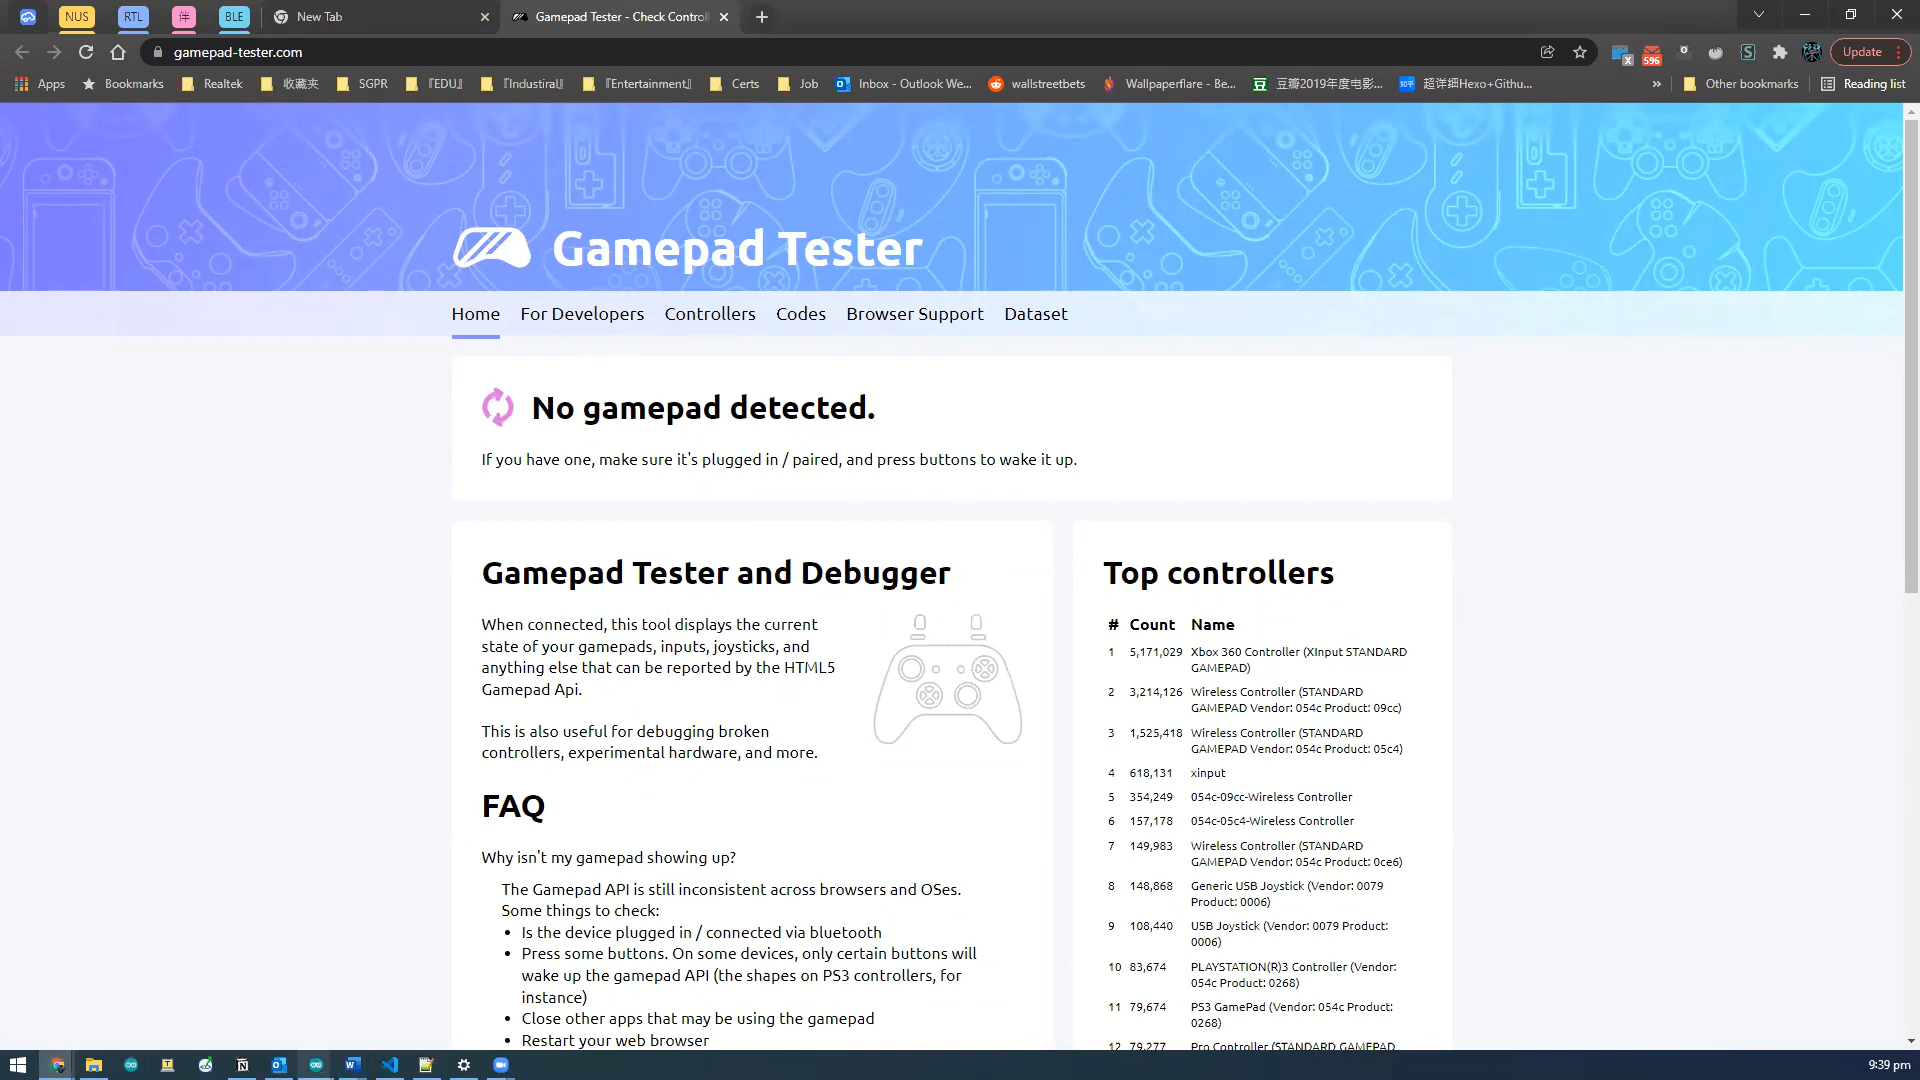 NUS
RTL
伴
BLE
New Tab
Gamepad Tester - Check Controll
gamepad-tester.com
596
Update
Apps
Bookmarks
Realtek
收藏夹
SGPR
『EDU』
『Industiral』
『Entertainment』
Certs
Job
Inbox - Outlook We...
wallstreetbets
Wallpaperflare - Be...
豆瓣2019年度电影...
超详细Hexo+Githu...
»
Other bookmarks
Reading list
Gamepad Tester
Home
For Developers
Controllers
Codes
Browser Support
Dataset
No gamepad detected.
If you have one, make sure it's plugged in / paired, and press buttons to wake it up.
Gamepad Tester and Debugger
When connected, this tool displays the current
state of your gamepads, inputs, joysticks, and
anything else that can be reported by the HTML5
Gamepad Api.
This is also useful for debugging broken
controllers, experimental hardware, and more.
FAQ
Why isn't my gamepad showing up?
The Gamepad API is still inconsistent across browsers and OSes.
Some things to check:
• Is the device plugged in / connected via bluetooth
• Press some buttons. On some devices, only certain buttons will
wake up the gamepad API (the shapes on PS3 controllers, for
instance)
• Close other apps that may be using the gamepad
• Restart your web browser
Top controllers
# Count Name
1 5,171,029 Xbox 360 Controller (XInput STANDARD
GAMEPAD)
2 3,214,126 Wireless Controller (STANDARD
GAMEPAD Vendor: 054c Product: 09cc)
3 1,525,418 Wireless Controller (STANDARD
GAMEPAD Vendor: 054c Product: 05c4)
4 618,131 xinput
5 354,249 054c-09cc-Wireless Controller
6 157,178 054c-05c4-Wireless Controller
7 149,983 Wireless Controller (STANDARD
GAMEPAD Vendor: 054c Product: 0ce6)
8 148,868 Generic USB Joystick (Vendor: 0079
Product: 0006)
9 108,440 USB Joystick (Vendor: 0079 Product:
0006)
10 83,674 PLAYSTATION(R)3 Controller (Vendor:
054c Product: 0268)
11 79,674 PS3 GamePad (Vendor: 054c Product:
0268)
12 79,277 Pro Controller (STANDARD GAMEPAD
9:39 pm